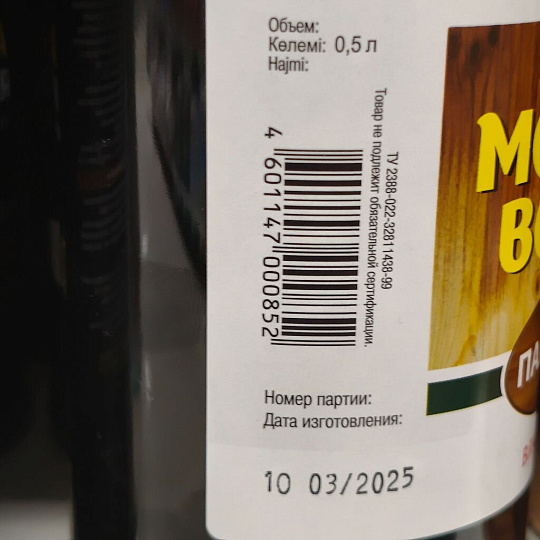 Объем:
Көлемі: 0,5 л
Hajmi:
Товар не подлежит обязательной сертификации.
ТУ 2388-022-32811438-99
4 601147 000852
Номер партии:
Дата изготовления:
10 03/2025